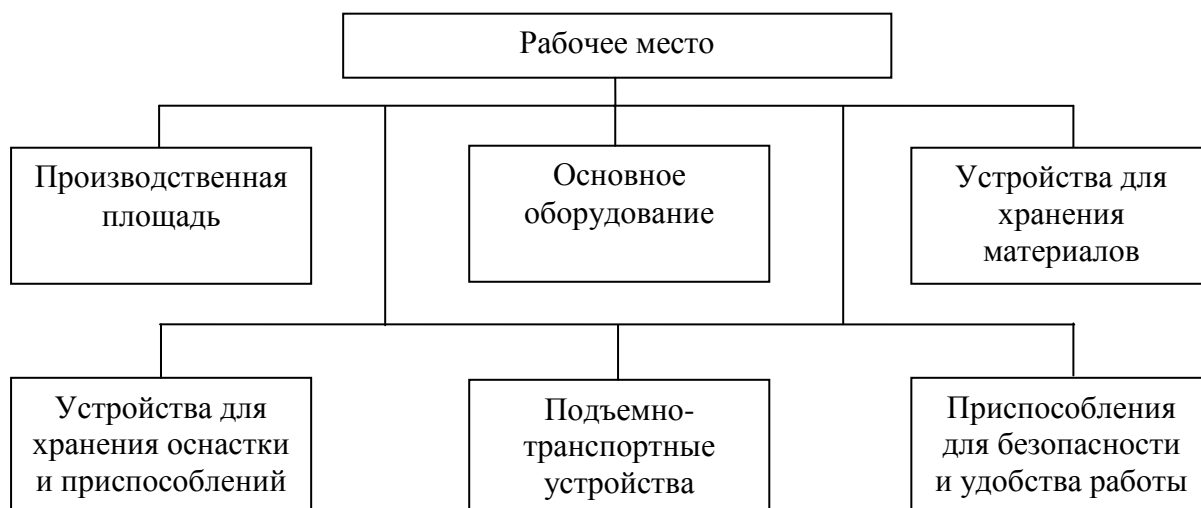 Рабочее место
Производственная
площадь
Основное
оборудование
Устройства для
хранения
материалов
Устройства для
хранения оснастки
и приспособлений
Подъемно-
транспортные
устройства
Приспособления
для безопасности
и удобства работы